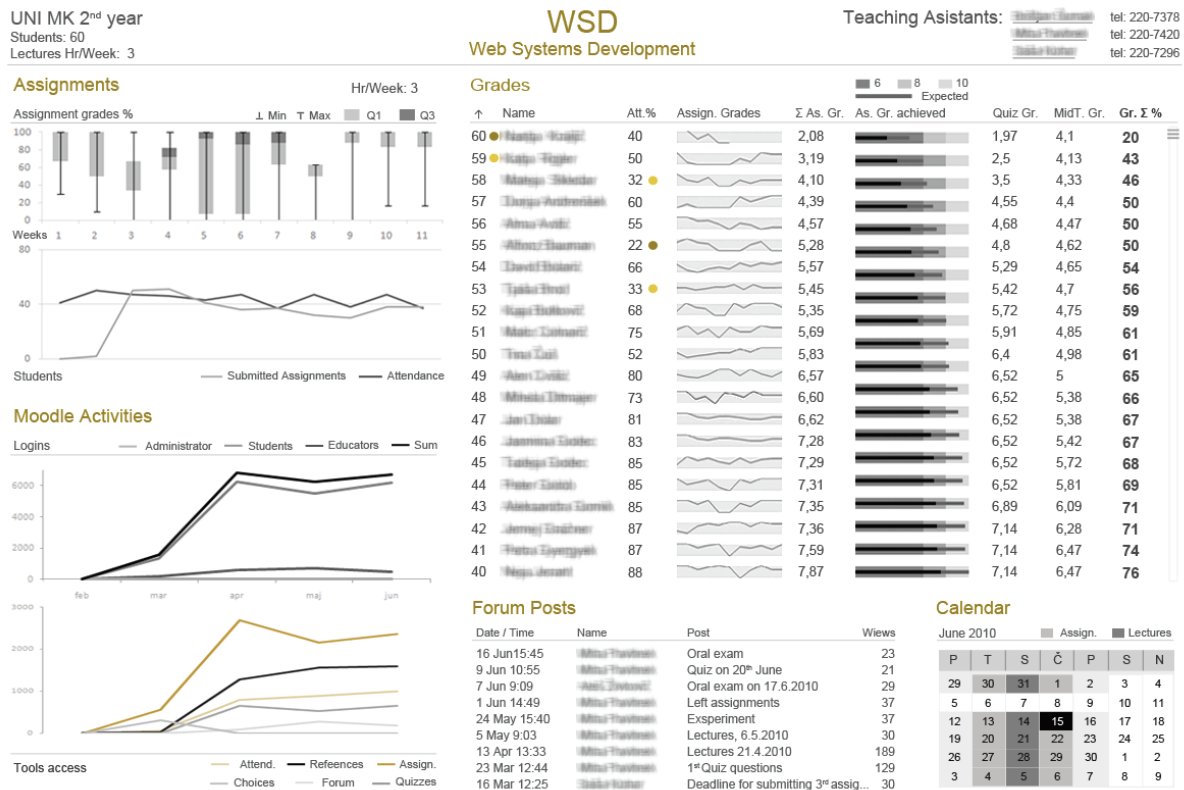 UNI MK 2nd year
Students: 60
Lectures Hr/Week: 3
WSD
Web Systems Development
Teaching Asistants:
tel: 220-7378
tel: 220-7420
tel: 220-7296
Assignments
Hr/Week: 3
Assignment grades % Min Max Q1 Q3
100
80
60
40
20
0
Weeks 1 2 3 4 5 6 7 8 9 10 11
80
40
0
Students Submitted Assignments Attendance
Moodle Activities
Logins Administrator Students Educators Sum
6000
4000
2000
0
feb mar apr maj jun
3000
2000
1000
0
Tools access
Attend. Refeences Assign.
Choices Forum Quizzes
Grades
6 8 10
Expected
↑ Name Att.% Assign. Grades Σ As. Gr. As. Gr. achieved Quiz Gr. MidT. Gr. Gr. Σ %
60 40 2,08 1,97 4,1 20
59 50 3,19 2,5 4,13 43
58 32 4,10 3,5 4,33 46
57 60 4,39 4,55 4,4 50
56 55 4,57 4,68 4,47 50
55 22 5,28 4,8 4,62 50
54 66 5,57 5,29 4,65 54
53 33 5,45 5,42 4,7 56
52 68 5,35 5,72 4,75 59
51 75 5,69 5,91 4,85 61
50 52 5,83 6,4 4,98 61
49 80 6,57 6,52 5 65
48 73 6,60 6,52 5,38 66
47 81 6,62 6,52 5,38 67
46 83 7,28 6,52 5,42 67
45 85 7,29 6,52 5,72 68
44 85 7,31 6,52 5,81 69
43 85 7,35 6,89 6,09 71
42 87 7,36 7,14 6,28 71
41 87 7,59 7,14 6,47 74
40 88 7,87 7,14 6,47 76
Forum Posts
Date / Time Name Post Views
16 Jun15:45 Oral exam 23
9 Jun 10:55 Quiz on 20th June 21
7 Jun 9:09 Oral exam on 17.6.2010 29
1 Jun 14:49 Left assignments 37
24 May 15:40 Exsperiment 37
5 May 9:03 Lectures, 6.5.2010 30
13 Apr 13:33 Lectures 21.4.2010 189
23 Mar 12:44 1st Quiz questions 129
16 Mar 12:25 Deadline for submitting 3rd assig... 30
Calendar
June 2010 Assign. Lectures
P T S Č P S N
29 30 31 1 2 3 4
5 6 7 8 9 10 11
12 13 14 15 16 17 18
19 20 21 22 23 24 25
26 27 28 29 30 1 2
3 4 5 6 7 8 9